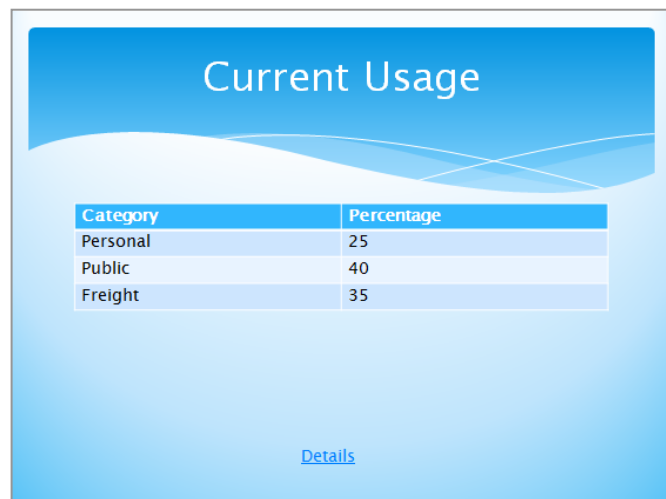 Current Usage
Category Percentage
Personal 25
Public 40
Freight 35
Details